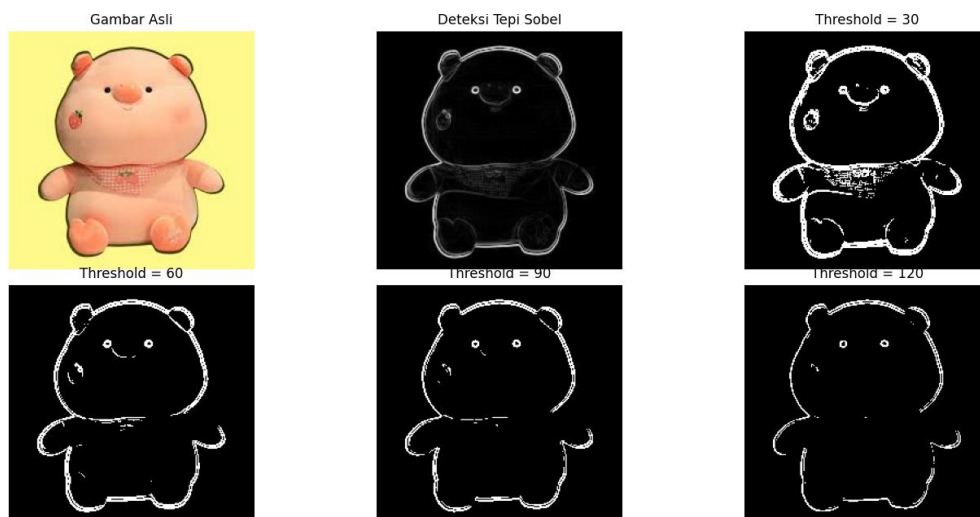 Gambar Asli
Deteksi Tepi Sobel
Threshold = 30
Threshold = 60
Threshold = 90
Threshold = 120